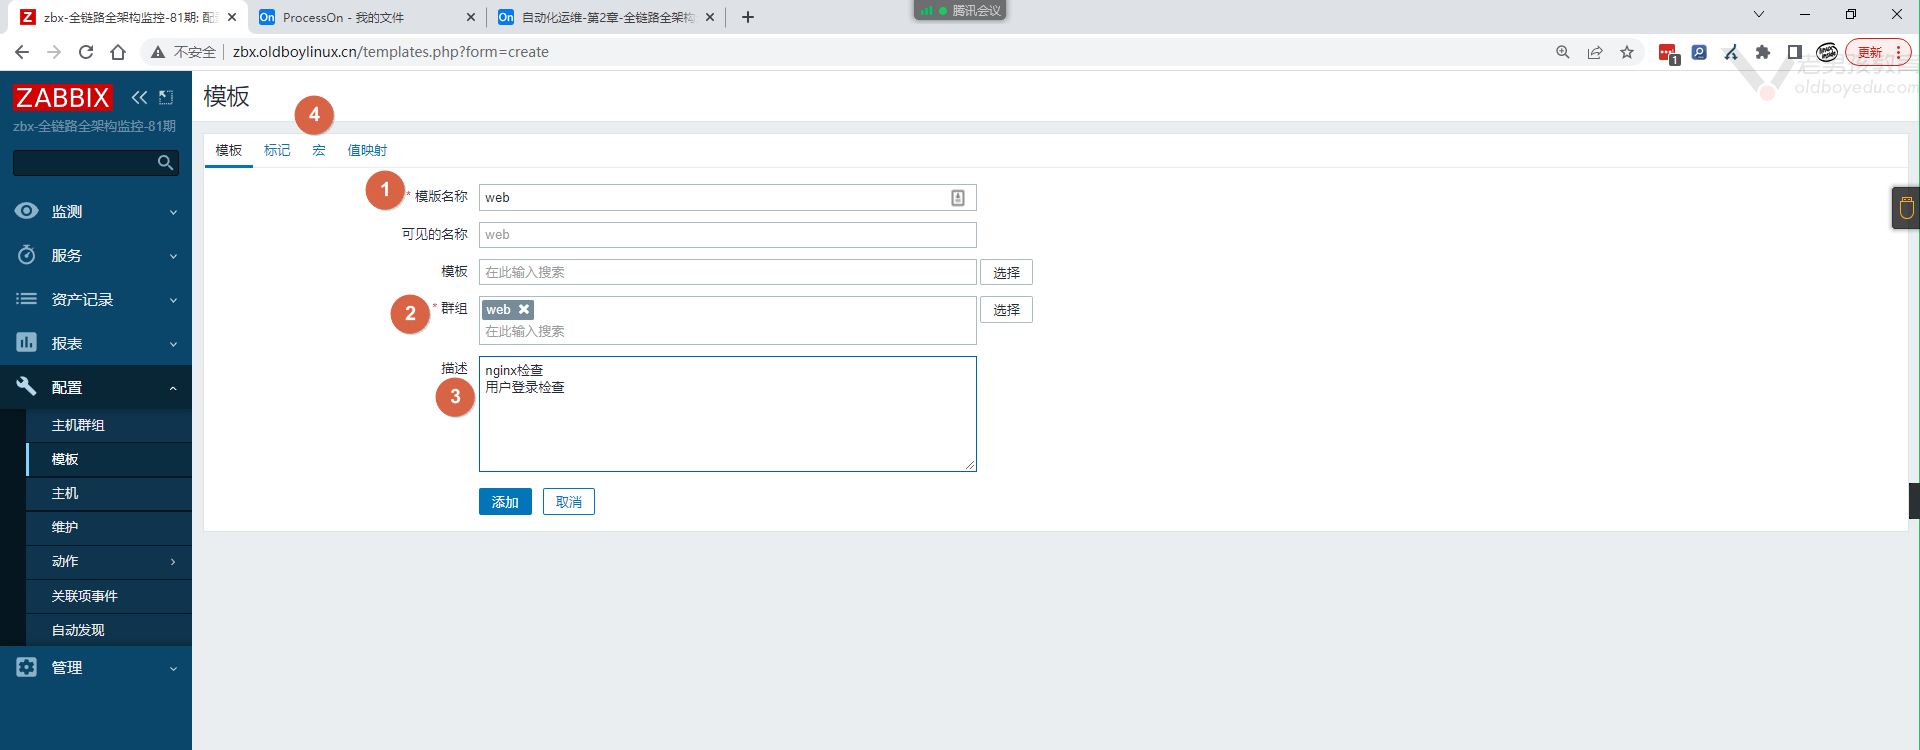 zbx-全链路全架构监控-81期: 配
ProcessOn - 我的文件
自动化运维-第2章-全链路全架构
腾讯会议
不安全
zbx.oldboylinux.cn/templates.php?form=create
1
更新
老男孩教育
oldboyedu.com
ZABBIX
zbx-全链路全架构监控-81期
监测
服务
资产记录
报表
配置
主机群组
模板
主机
维护
动作
关联项事件
自动发现
管理
模板
4
模板 标记 宏 值映射
1 * 模版名称 web
可见的名称 web
模板 在此输入搜索 选择
2 * 群组 web 选择
在此输入搜索
描述 nginx检查
3 用户登录检查
添加 取消